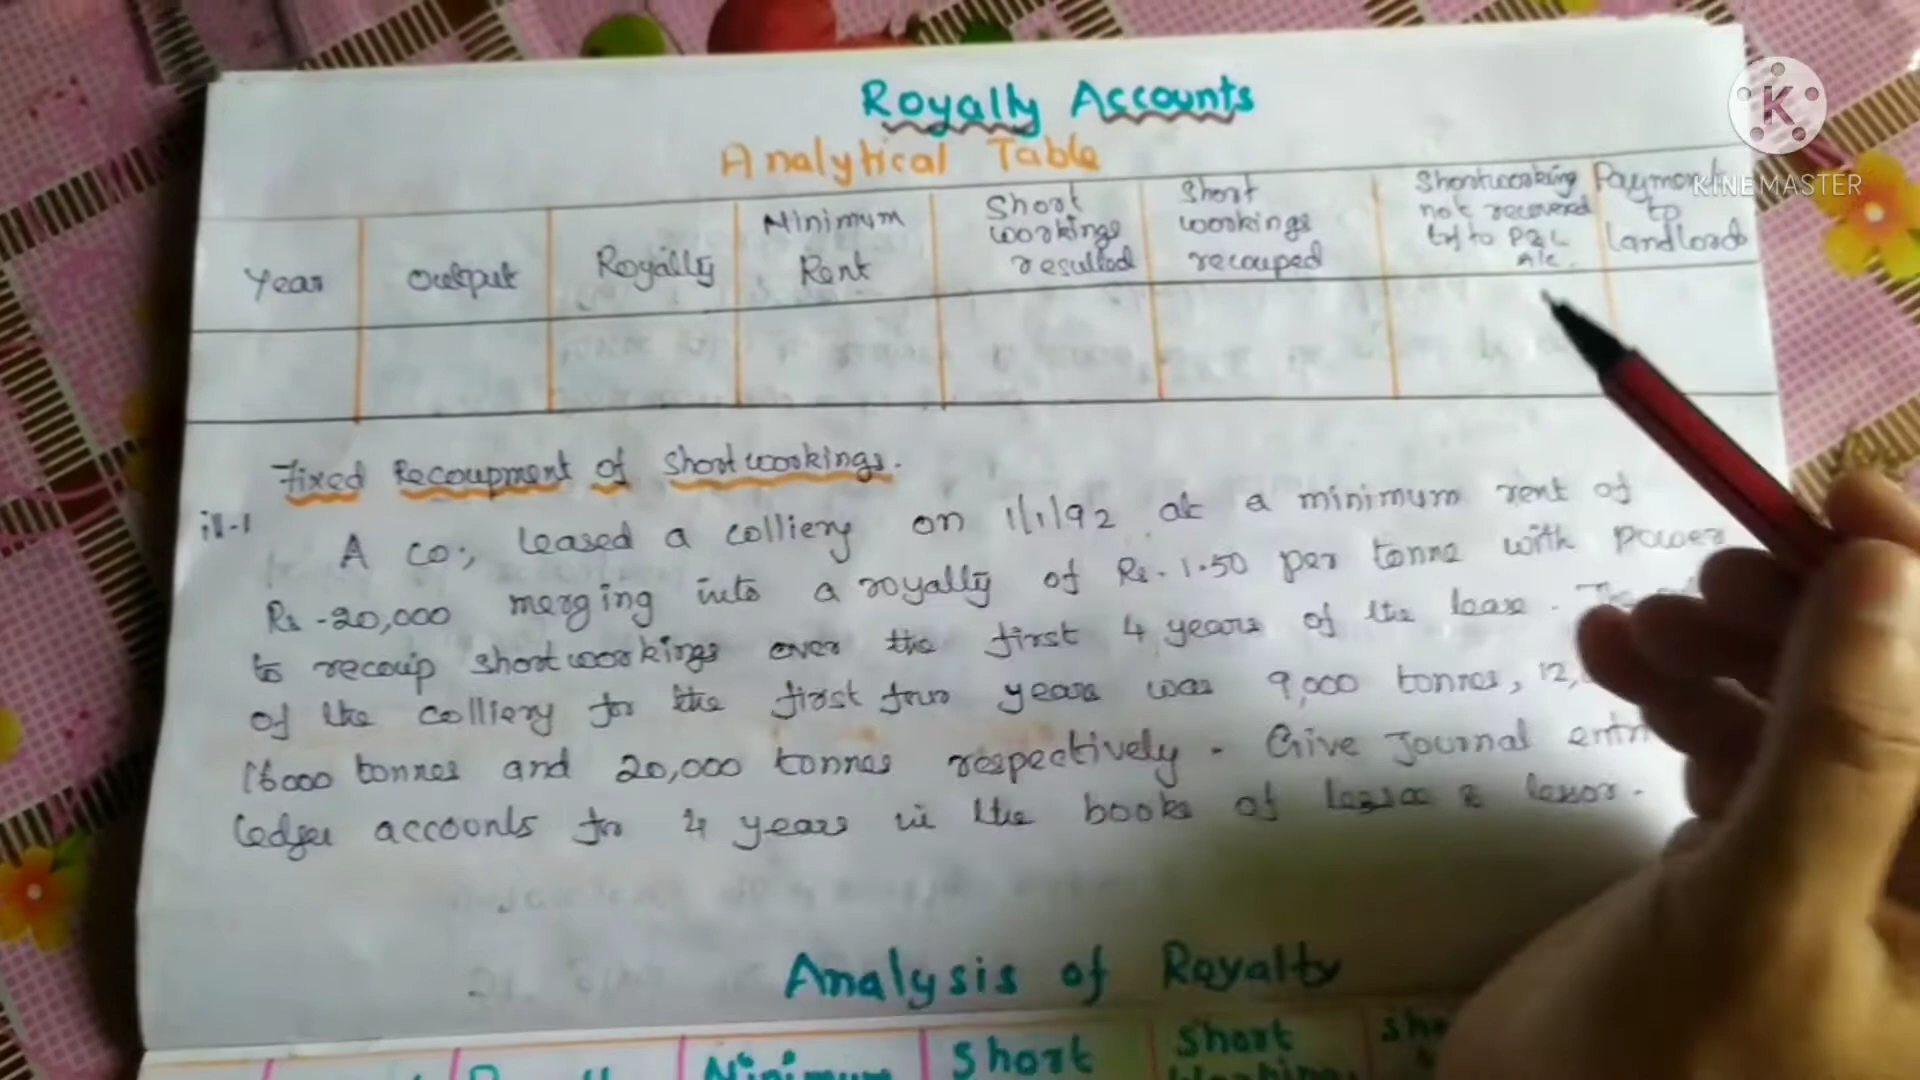 Royalty Accounts
Analytical Table
KINEMASTER
Year
Output
Royalty
Minimum
Rent
Short
workings
resulted
Short
workings
recouped
Shortworking
not recovered
trf to P&L
A/c.
Payment
to
landlord
Fixed Recoupment of Shortworkings.
ill-1
A co., leased a colliery on 1/1/92 at a minimum rent of
Rs -20,000 merging into a royalty of Rs. 1.50 per tonne with power
to recoup shortworkings over the first 4 years of the lease. The
of the colliery for the first four years was 9,000 tonnes, 12,
16000 tonnes and 20,000 tonnes respectively - Give Journal entri
ledger accounts for 4 years in the books of lessee & lessor.
Analysis of Royalty
Minimum
Short
Short
Sho